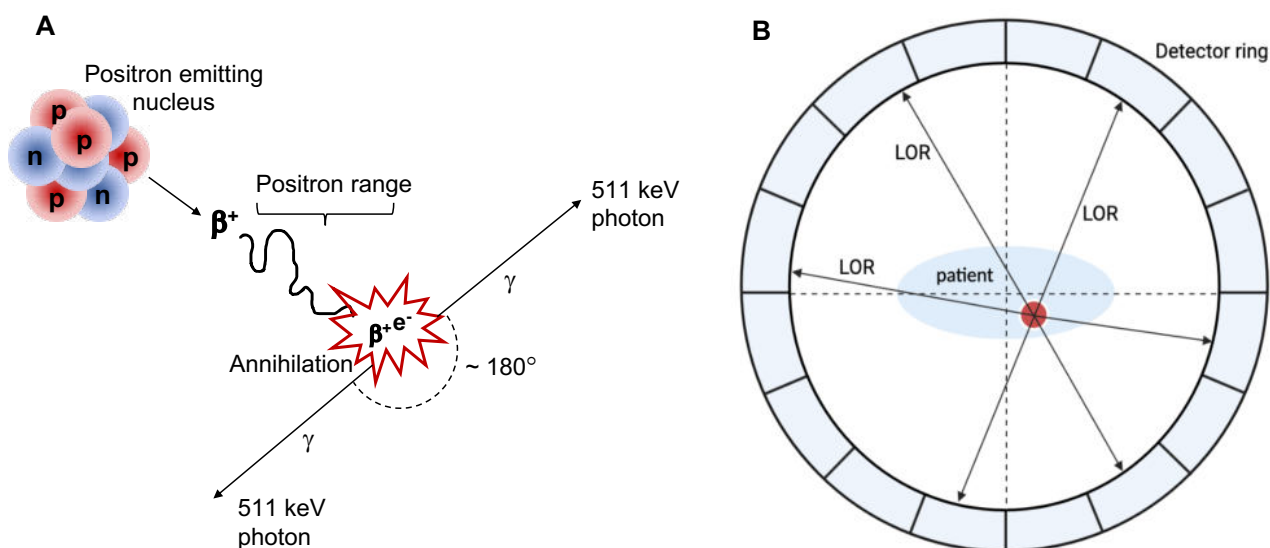 A
Positron emitting
nucleus
p
p
n
p
p
n
Positron range
β⁺
511 keV
photon
γ
β⁺e⁻
Annihilation
~ 180°
γ
511 keV
photon
B
Detector ring
LOR
LOR
LOR
patient